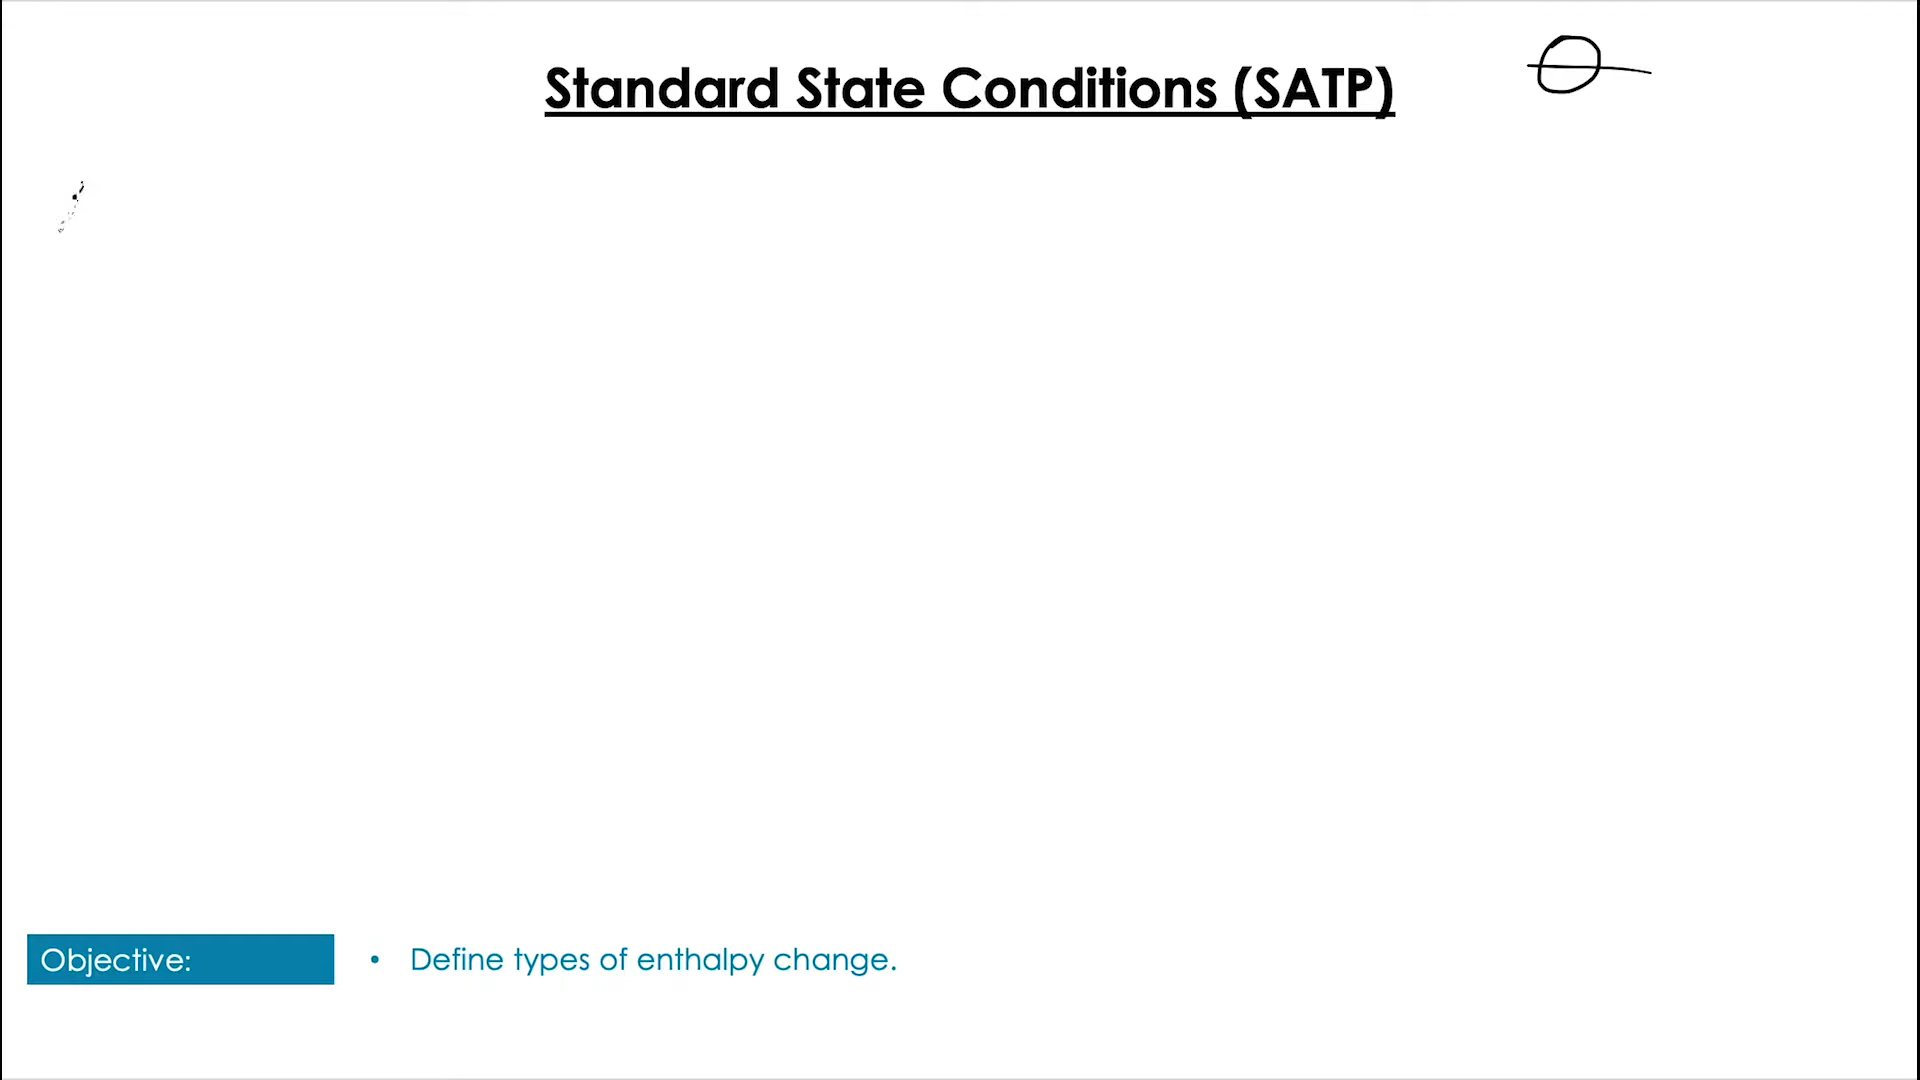 Standard State Conditions (SATP)
Objective:
• Define types of enthalpy change.